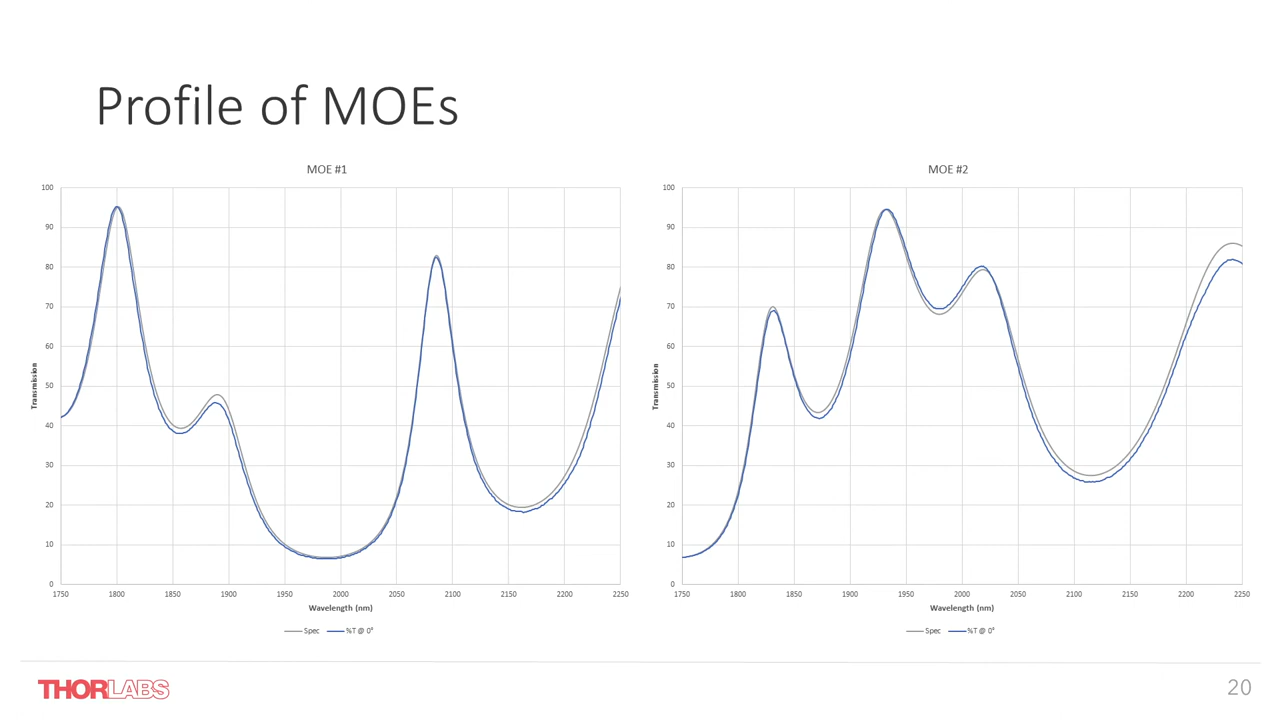 Profile of MOEs
MOE #1
100
90
80
70
60
50
40
30
20
10
0
Transmission
1750 1800 1850 1900 1950 2000 2050 2100 2150 2200 2250
Wavelength (nm)
Spec %T @ 0°
MOE #2
100
90
80
70
60
50
40
30
20
10
0
Transmission
1750 1800 1850 1900 1950 2000 2050 2100 2150 2200 2250
Wavelength (nm)
Spec %T @ 0°
THORLABS
20